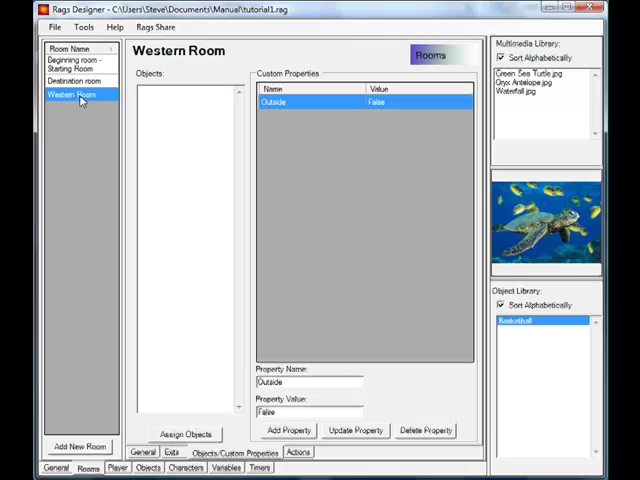 Rags Designer - C:\Users\Steve\Documents\Manual\tutorial1.rag
File Tools Help Rags Share
Room Name
Beginning room -
Starting Room
Destination room
Western Room
Add New Room
Western Room
Rooms
Objects:
Assign Objects
Custom Properties
Name Value
Outside False
Property Name:
Outside
Property Value:
False
Add Property Update Property Delete Property
General Exits Objects/Custom Properties Actions
General Rooms Player Objects Characters Variables Timers
Multimedia Library:
Sort Alphabetically
Green Sea Turtle.jpg
Oryx Antelope.jpg
Waterfall.jpg
Object Library:
Sort Alphabetically
Basketball